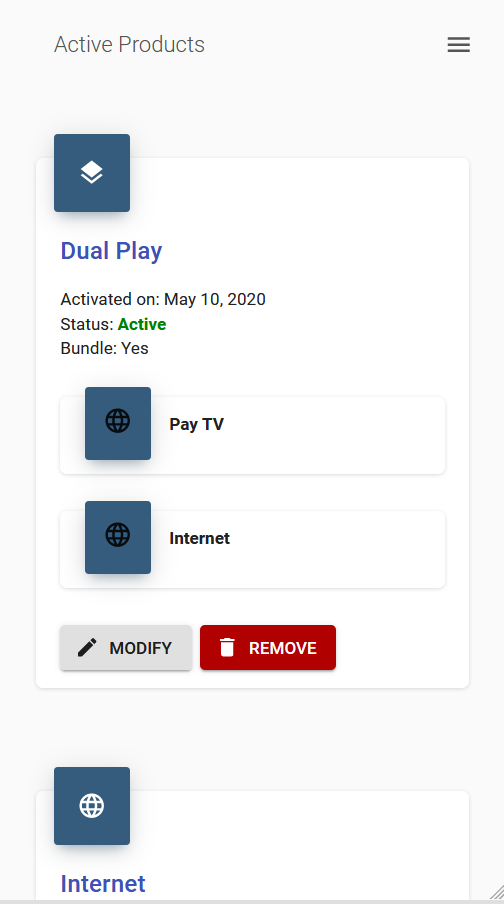 Active Products
Dual Play
Activated on: May 10, 2020
Status: Active
Bundle: Yes
Pay TV
Internet
MODIFY
REMOVE
Internet